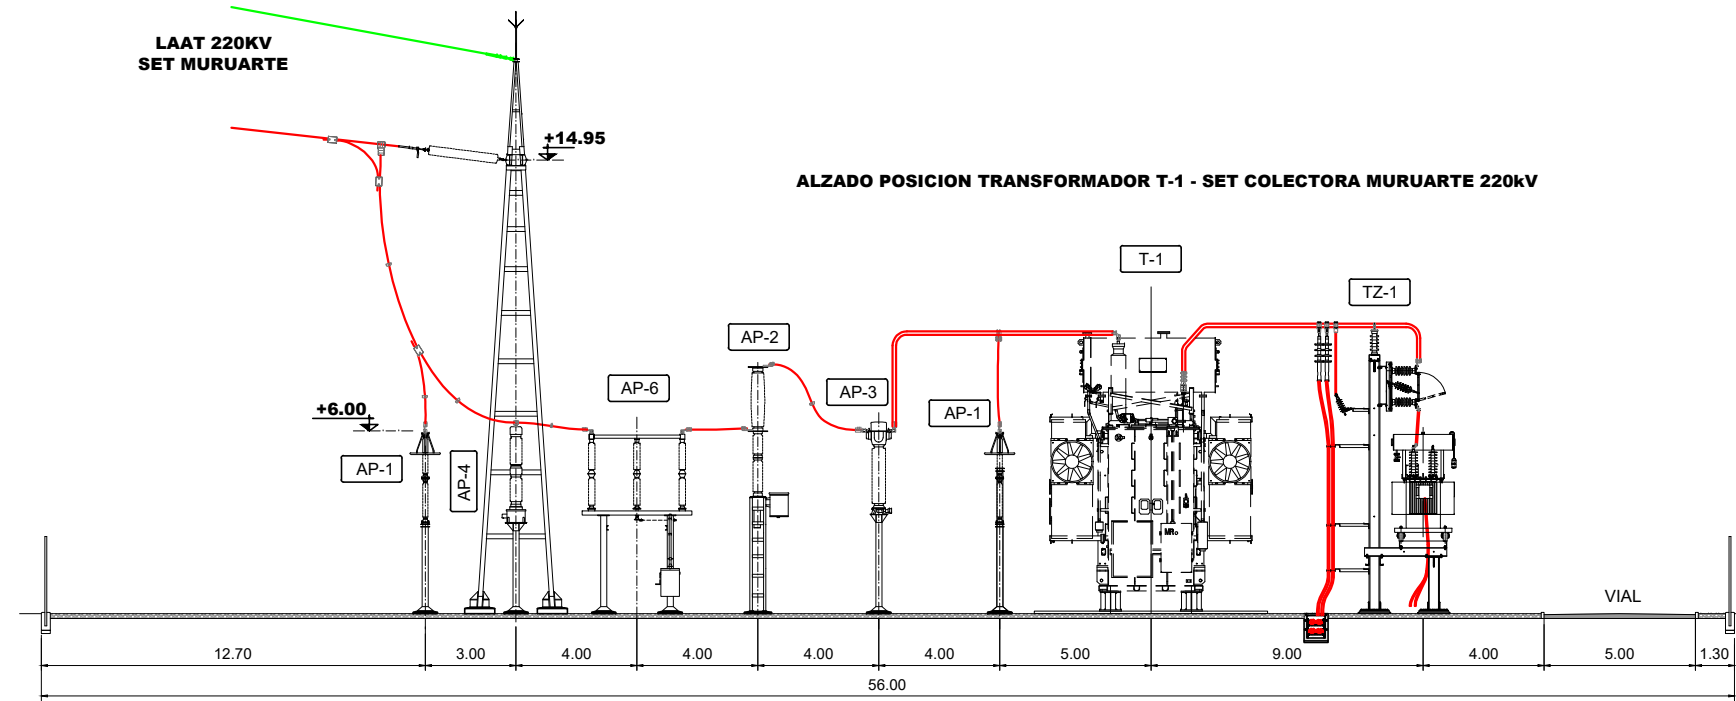 LAAT 220KV
SET MURUARTE
+14.95
ALZADO POSICION TRANSFORMADOR T-1 - SET COLECTORA MURUARTE 220kV
T-1
TZ-1
AP-2
AP-6
AP-3
AP-1
+6.00
AP-1
AP-4
MR
VIAL
12.70 3.00 4.00 4.00 4.00 4.00 5.00 9.00 4.00 5.00 1.30
56.00